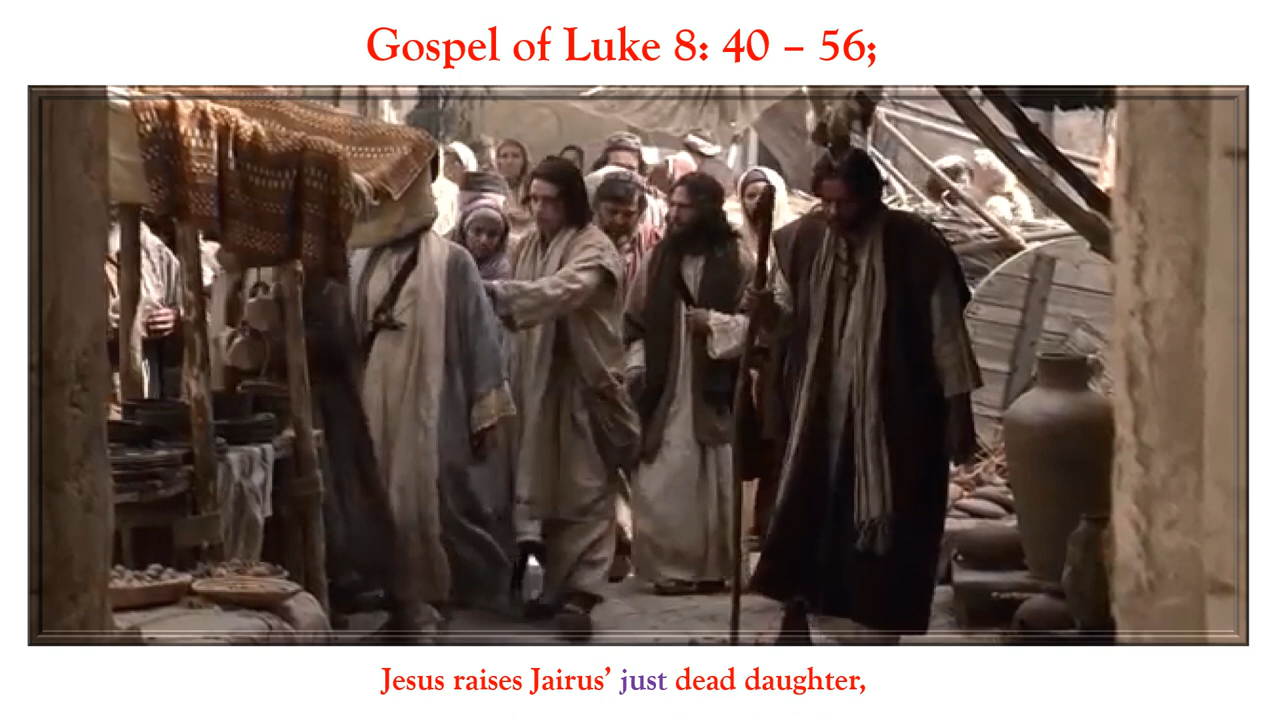 Gospel of Luke 8: 40 – 56;
Jesus raises Jairus’ just dead daughter,